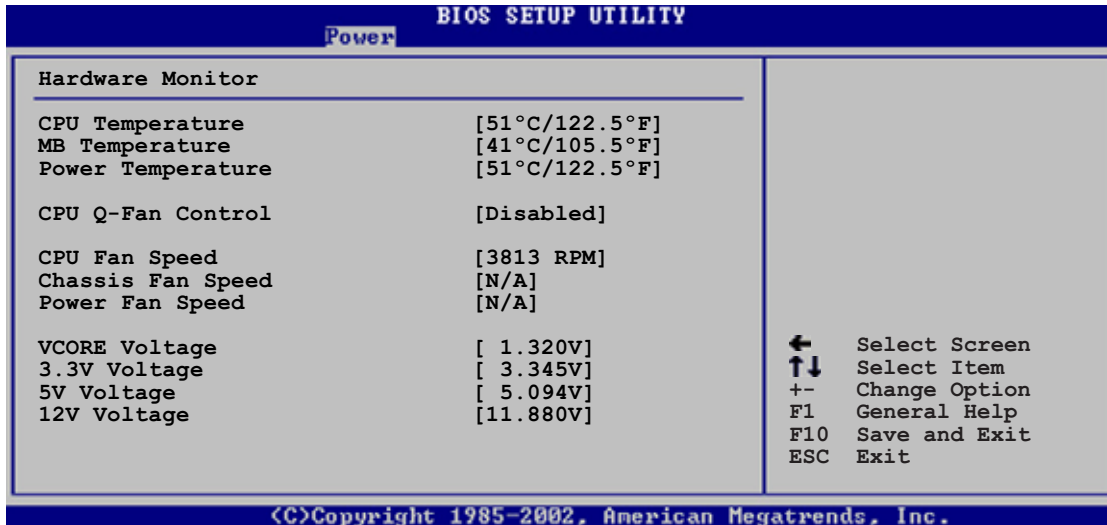 BIOS SETUP UTILITY
Power
Hardware Monitor
CPU Temperature [51°C/122.5°F]
MB Temperature [41°C/105.5°F]
Power Temperature [51°C/122.5°F]
CPU Q-Fan Control [Disabled]
CPU Fan Speed [3813 RPM]
Chassis Fan Speed [N/A]
Power Fan Speed [N/A]
VCORE Voltage [ 1.320V]
3.3V Voltage [ 3.345V]
5V Voltage [ 5.094V]
12V Voltage [11.880V]
← Select Screen
↑↓ Select Item
+- Change Option
F1 General Help
F10 Save and Exit
ESC Exit
(C)Copyright 1985-2002, American Megatrends, Inc.